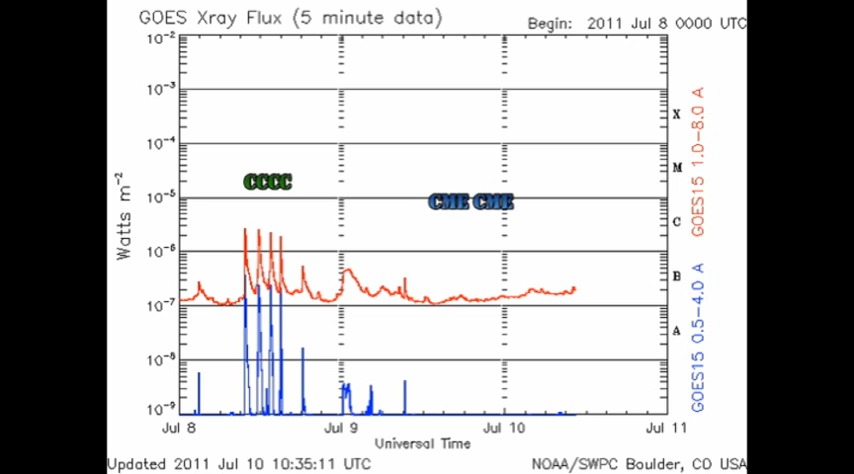 GOES Xray Flux (5 minute data)
Begin: 2011 Jul 8 0000 UTC
10⁻²
10⁻³
10⁻⁴
10⁻⁵
10⁻⁶
10⁻⁷
10⁻⁸
10⁻⁹
Watts m⁻²
CCCC
CME CME
X
M
C
B
A
GOES15 1.0-8.0 A
GOES15 0.5-4.0 A
Jul 8
Jul 9
Jul 10
Jul 11
Universal Time
Updated 2011 Jul 10 10:35:11 UTC
NOAA/SWPC Boulder, CO USA